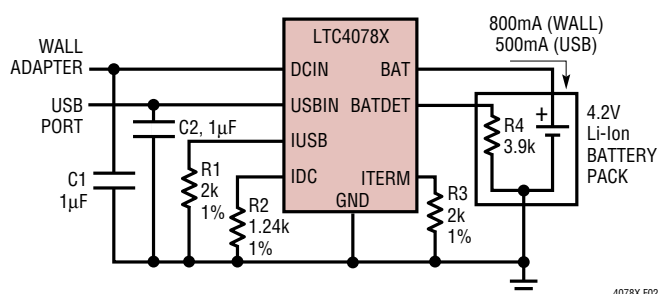 800mA (WALL)
500mA (USB)
LTC4078X
WALL
ADAPTER
DCIN
BAT
USB
PORT
USBIN
BATDET
C2, 1μF
IUSB
R4
3.9k
+
4.2V
Li-Ion
BATTERY
PACK
C1
1μF
R1
2k
1%
IDC
ITERM
R2
1.24k
1%
GND
R3
2k
1%
4078X F02